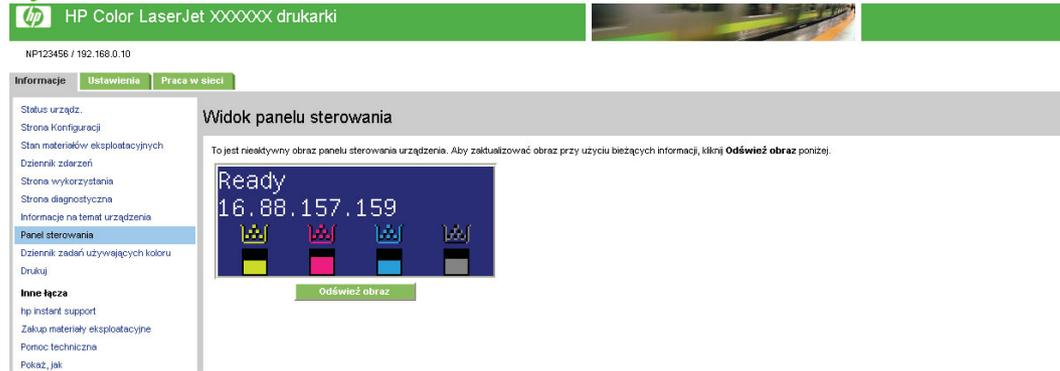 hp HP Color LaserJet XXXXXX drukarki
NP123456 / 192.168.0.10
Informacje Ustawienia Praca w sieci
Status urządz.
Strona Konfiguracji
Stan materiałów eksploatacyjnych
Dziennik zdarzeń
Strona wykorzystania
Strona diagnostyczna
Informacje na temat urządzenia
Panel sterowania
Dziennik zadań używających koloru
Drukuj
Inne łącza
hp instant support
Zakup materiały eksploatacyjne
Pomoc techniczna
Pokaż, jak
Widok panelu sterowania
To jest nieaktywny obraz panelu sterowania urządzenia. Aby zaktualizować obraz przy użyciu bieżących informacji, kliknij Odśwież obraz poniżej.
Ready
16.88.157.159
Odśwież obraz